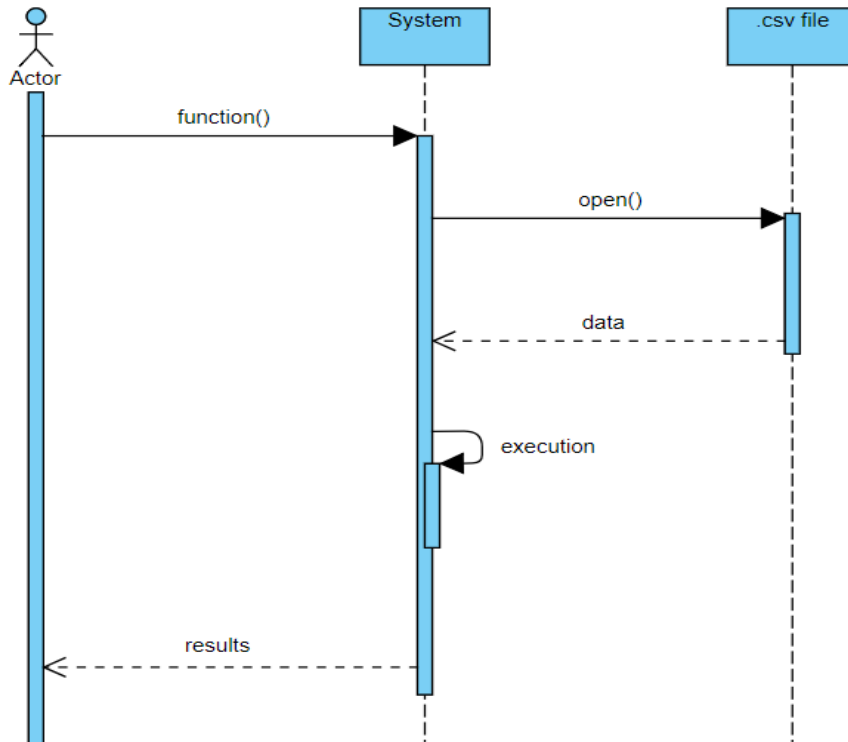 System
.csv file
Actor
function()
open()
data
execution
results